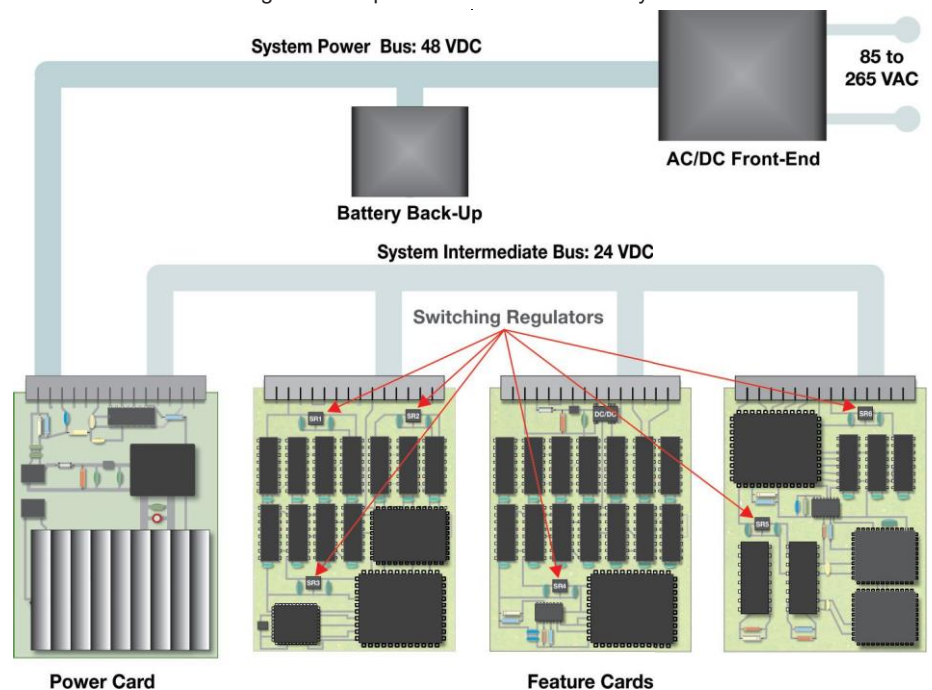 System Power Bus: 48 VDC
85 to
265 VAC
AC/DC Front-End
Battery Back-Up
System Intermediate Bus: 24 VDC
Switching Regulators
SR1
SR2
DC/DC
SR6
SR5
SR3
SR4
Power Card
Feature Cards